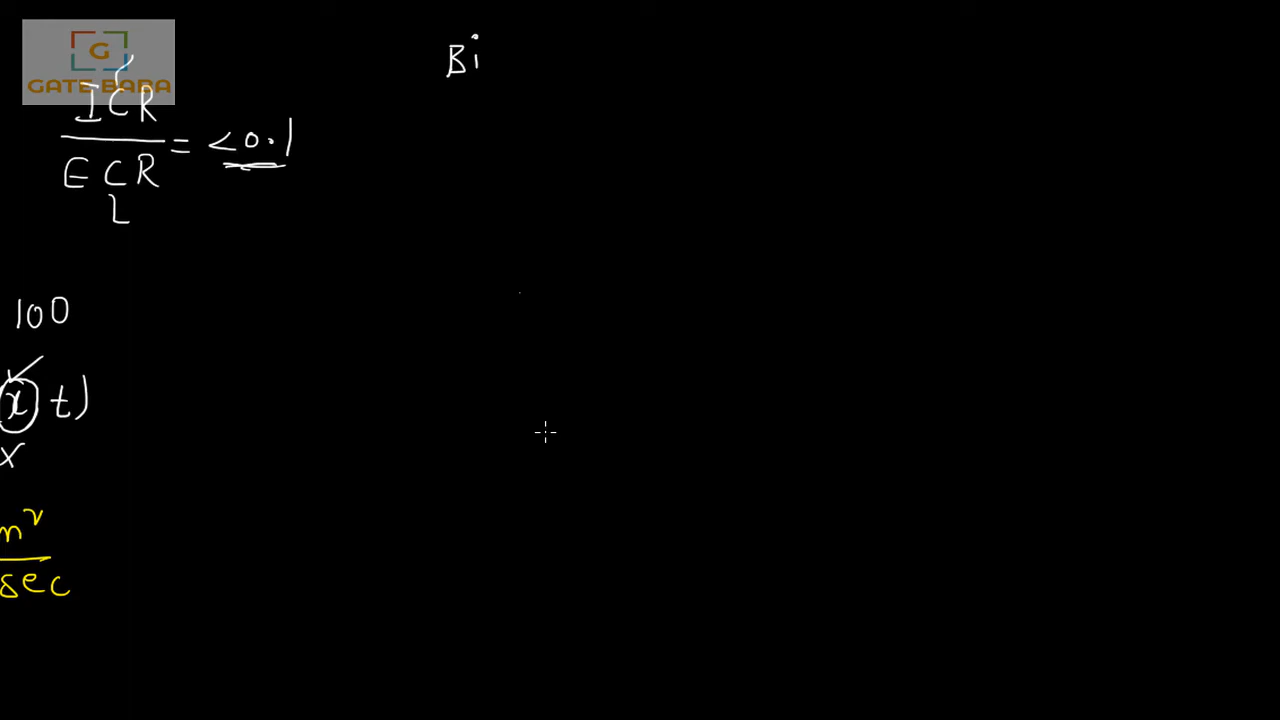 G
GATE BABA
Bi
ICR
= <0.1
ECR
L
100
x t)
x
m²
sec